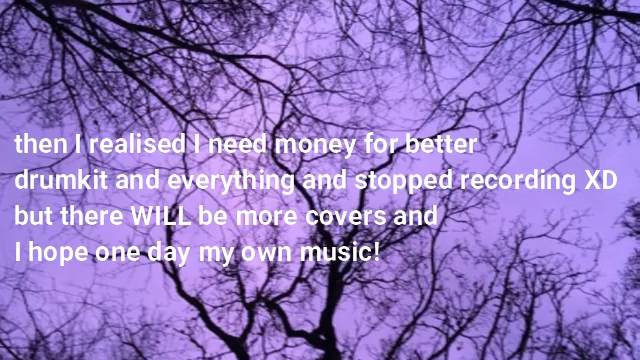 then I realised I need money for better
drumkit and everything and stopped recording XD
but there WILL be more covers and
I hope one day my own music!